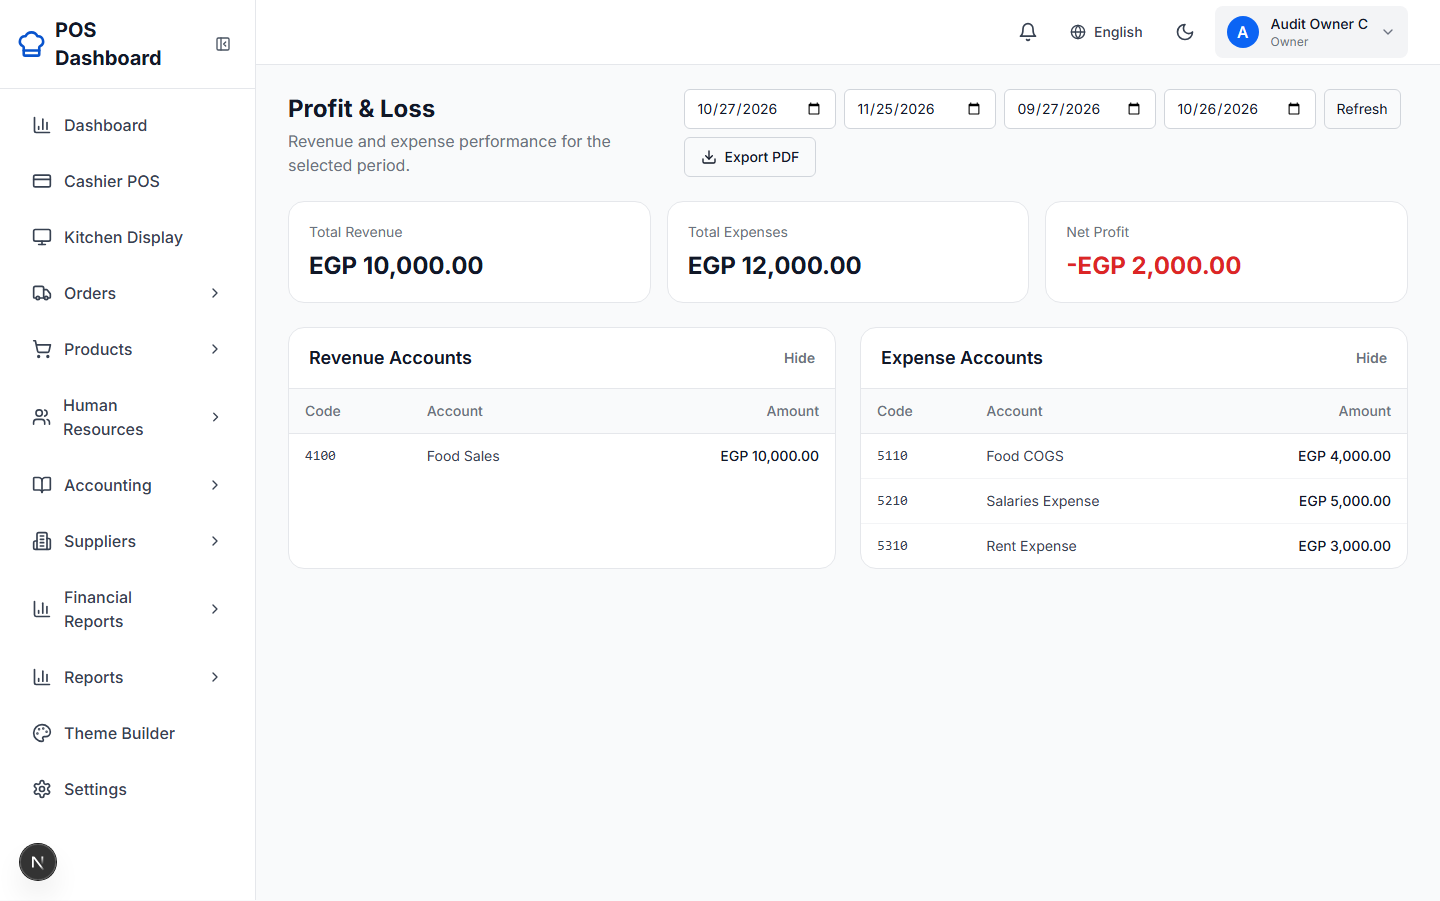 POS
Dashboard
English
A
Audit Owner C
Owner
Dashboard
Cashier POS
Kitchen Display
Orders
Products
Human
Resources
Accounting
Suppliers
Financial
Reports
Reports
Theme Builder
Settings
N
Profit & Loss
Revenue and expense performance for the
selected period.
10/27/2026 11/25/2026 09/27/2026 10/26/2026 Refresh
Export PDF
Total Revenue
EGP 10,000.00
Total Expenses
EGP 12,000.00
Net Profit
-EGP 2,000.00
Revenue Accounts Hide
Code Account Amount
4100 Food Sales EGP 10,000.00
Expense Accounts Hide
Code Account Amount
5110 Food COGS EGP 4,000.00
5210 Salaries Expense EGP 5,000.00
5310 Rent Expense EGP 3,000.00